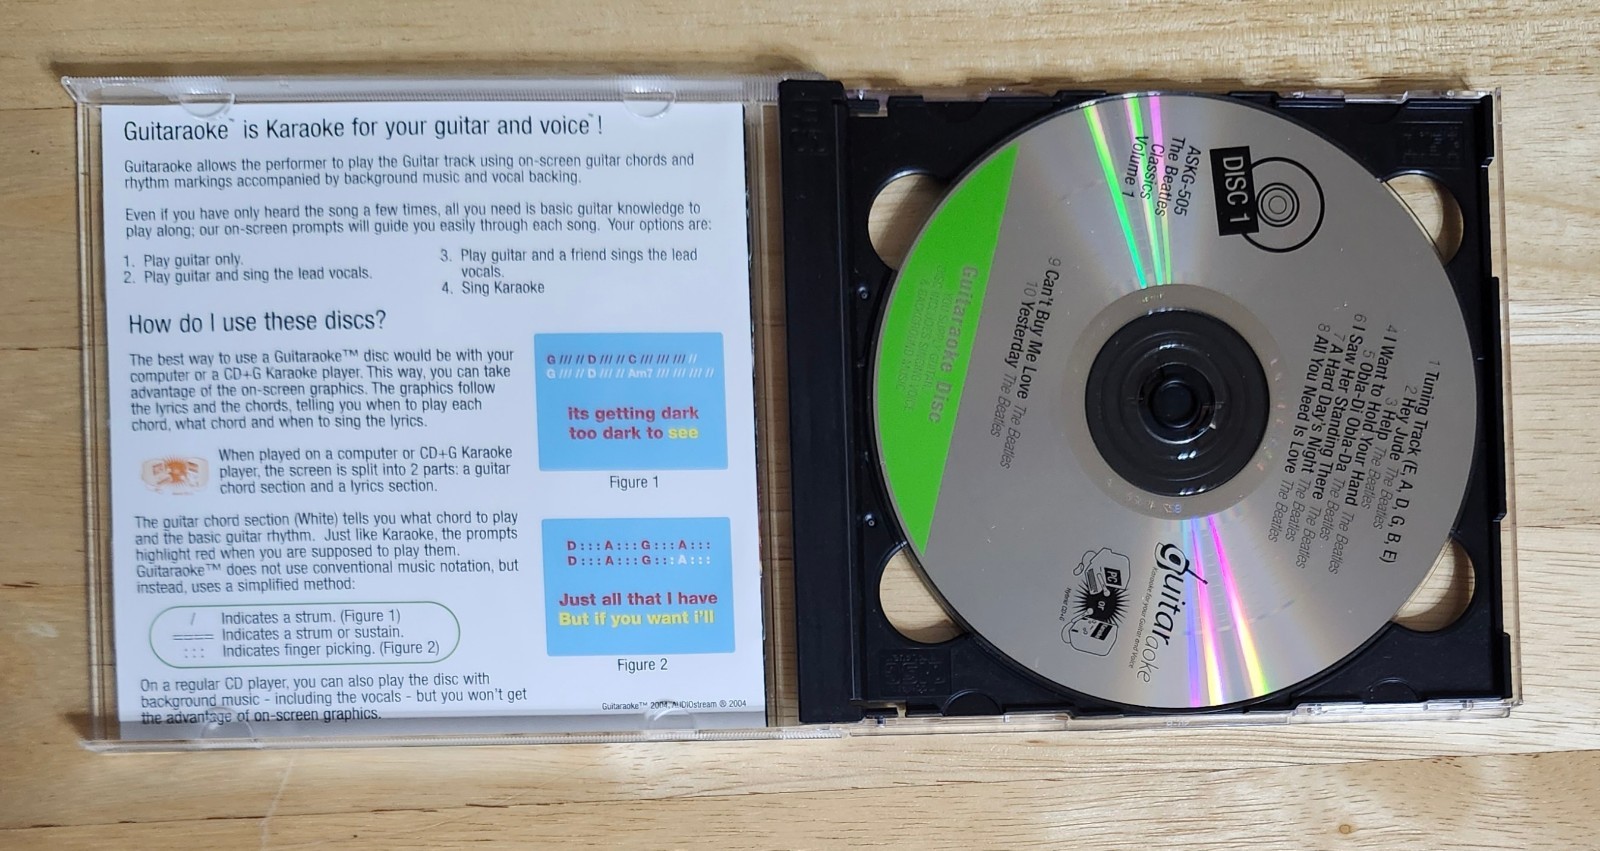 Guitaraoke™ is Karaoke for your guitar and voice™!
Guitaraoke allows the performer to play the Guitar track using on-screen guitar chords and
rhythm markings accompanied by background music and vocal backing.
Even if you have only heard the song a few times, all you need is basic guitar knowledge to
play along; our on-screen prompts will guide you easily through each song. Your options are:
1. Play guitar only.
2. Play guitar and sing the lead vocals.
3. Play guitar and a friend sings the lead
vocals.
4. Sing Karaoke
How do I use these discs?
The best way to use a Guitaraoke™ disc would be with your
computer or a CD+G Karaoke player. This way, you can take
advantage of the on-screen graphics. The graphics follow
the lyrics and the chords, telling you when to play each
chord, what chord and when to sing the lyrics.
When played on a computer or CD+G Karaoke
player, the screen is split into 2 parts: a guitar
chord section and a lyrics section.
The guitar chord section (White) tells you what chord to play
and the basic guitar rhythm. Just like Karaoke, the prompts
highlight red when you are supposed to play them.
Guitaraoke™ does not use conventional music notation, but
instead, uses a simplified method:
/ Indicates a strum. (Figure 1)
==== Indicates a strum or sustain.
: : : Indicates finger picking. (Figure 2)
On a regular CD player, you can also play the disc with
background music - including the vocals - but you won't get
the advantage of on-screen graphics.
G /// // D /// // C /// /// /// //
G /// // D /// // Am7 /// /// /// //
its getting dark
too dark to see
Figure 1
D:::A:::G:::A:::
D:::A:::G:::A:::
Just all that I have
But if you want i'll
Figure 2
Guitaraoke™ 2004, AUDIOstream ® 2004
DISC 1
ASKG-505
The Beatles
Classics
Volume 1
1 Tuning Track (E, A, D, G, B, E)
2 Hey Jude The Beatles
3 Help The Beatles
4 I Want to Hold Your Hand The Beatles
5 Obla-Di Obla-Da The Beatles
6 I Saw Her Standing There The Beatles
7 A Hard Day's Night The Beatles
8 All You Need Is Love The Beatles
9 Can't Buy Me Love The Beatles
10 Yesterday The Beatles
Guitaraoke Disc
guitaraoke
Karaoke for your Guitar and Voice
PC
or
Hybrid CD+G